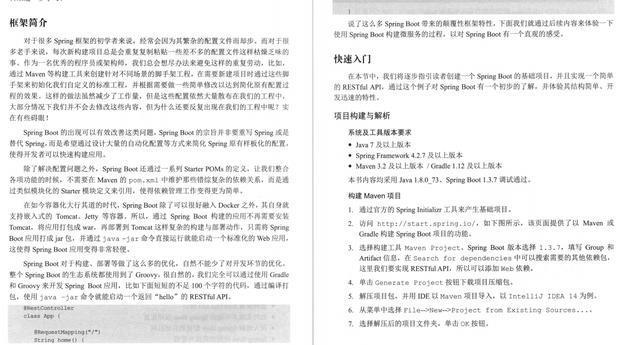 框架简介
对于很多 Spring 框架的初学者来说，经常会因为其繁杂的配置文件而却步。而对于很
多老手来说，每次新构建项目总是会重复复制粘贴一些差不多的配置文件这样枯燥乏味的
事。作为一名优秀的程序员或架构师，我们总会想尽办法来避免这样的重复劳动，比如，
通过 Maven 等构建工具来创建针对不同场景的脚手架工程，在需要新建项目时通过这些脚
手架来初始化我们自定义的标准工程，并根据需要做一些简单修改以达到简化原有配置过
程的效果。这样的做法虽然减少了工作量，但是这些配置依然大量散布在我们的工程中，
大部分情况下我们并不会去修改这些内容，但为什么还要反复出现在我们的工程中呢？实
在有些碍眼！
Spring Boot 的出现可以有效改善这类问题，Spring Boot 的宗旨并非要重写 Spring 或是
替代 Spring，而是希望通过设计大量的自动化配置等方式来简化 Spring 原有样板化的配置，
使得开发者可以快速构建应用。
除了解决配置问题之外，Spring Boot 还通过一系列 Starter POMs 的定义，让我们整合
各项功能的时候，不需要在 Maven 的 pom.xml 中维护那些错综复杂的依赖关系，而是通
过类似模块化的 Starter 模块定义来引用，使得依赖管理工作变得更为简单。
在如今容器化大行其道的时代，Spring Boot 除了可以很好融入 Docker 之外，其自身就
支持嵌入式的 Tomcat、Jetty 等容器。所以，通过 Spring Boot 构建的应用不再需要安装
Tomcat，将应用打包成 war，再部署到 Tomcat 这样复杂的构建与部署动作，只需将 Spring
Boot 应用打成 jar 包，并通过 java -jar 命令直接运行就能启动一个标准化的 Web 应用，
这使得 Spring Boot 应用变得非常轻便。
Spring Boot 对于构建、部署等做了这么多的优化，自然不能少了对开发环节的优化。
整个 Spring Boot 的生态系统都使用到了 Groovy，很自然的，我们完全可以通过使用 Gradle
和 Groovy 来开发 Spring Boot 应用，比如下面短短的不足 100 个字符的代码，通过编译打
包，使用 java -jar 命令就能启动一个返回“hello”的 RESTful API。
@RestController
class App {
@RequestMapping("/")
String home() {
}
说了这么多 Spring Boot 带来的颠覆性框架特性，下面我们就通过后续内容来体验一下
使用 Spring Boot 构建微服务的过程，以对 Spring Boot 有一个直观的感受。
快速入门
在本节中，我们将逐步指引读者创建一个 Spring Boot 的基础项目，并且实现一个简单
的 RESTful API，通过这个例子对 Spring Boot 有一个初步的了解，并体验其结构简单、开
发迅速的特性。
项目构建与解析
系统及工具版本要求
• Java 7 及以上版本
• Spring Framework 4.2.7 及以上版本
• Maven 3.2 及以上版本 / Gradle 1.12 及以上版本
本书内容均采用 Java 1.8.0_73、Spring Boot 1.3.7 调试通过。
构建 Maven 项目
1. 通过官方的 Spring Initializr 工具来产生基础项目。
2. 访问 http://start.spring.io/，如下图所示，该页面提供了以 Maven 或
Gradle 构建 Spring Boot 项目的功能。
3. 选择构建工具 Maven Project、Spring Boot 版本选择 1.3.7，填写 Group 和
Artifact 信息，在 Search for dependencies 中可以搜索需要的其他依赖包，
这里我们要实现 RESTful API，所以可以添加 Web 依赖。
4. 单击 Generate Project 按钮下载项目压缩包。
5. 解压项目包，并用 IDE 以 Maven 项目导入，以 IntelliJ IDEA 14 为例。
6. 从菜单中选择 File—>New—>Project from Existing Sources...。
7. 选择解压后的项目文件夹，单击 OK 按钮。